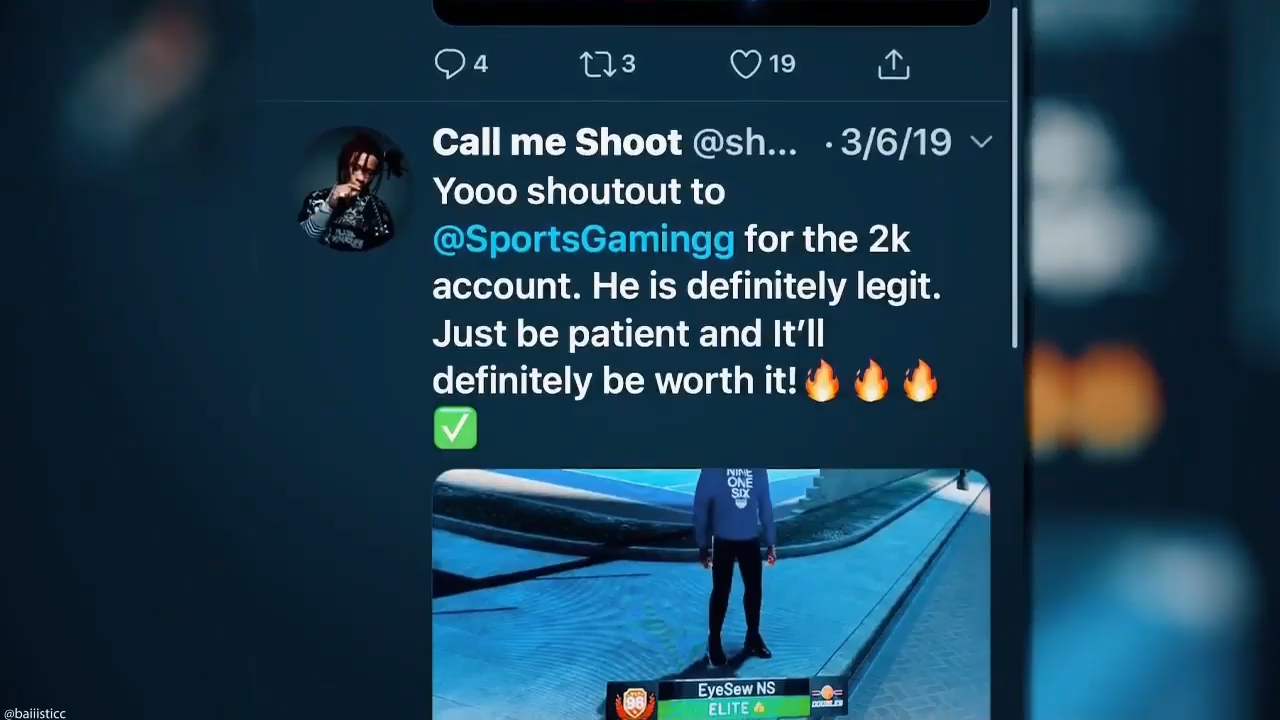 4 3 19
Call me Shoot @sh... · 3/6/19
Yooo shoutout to
@SportsGamingg for the 2k
account. He is definitely legit.
Just be patient and It’ll
definitely be worth it!🔥🔥🔥
✅
NINE
ONE
SIX
EyeSew NS
98
ELITE
DOUBLES
@baiiisticc